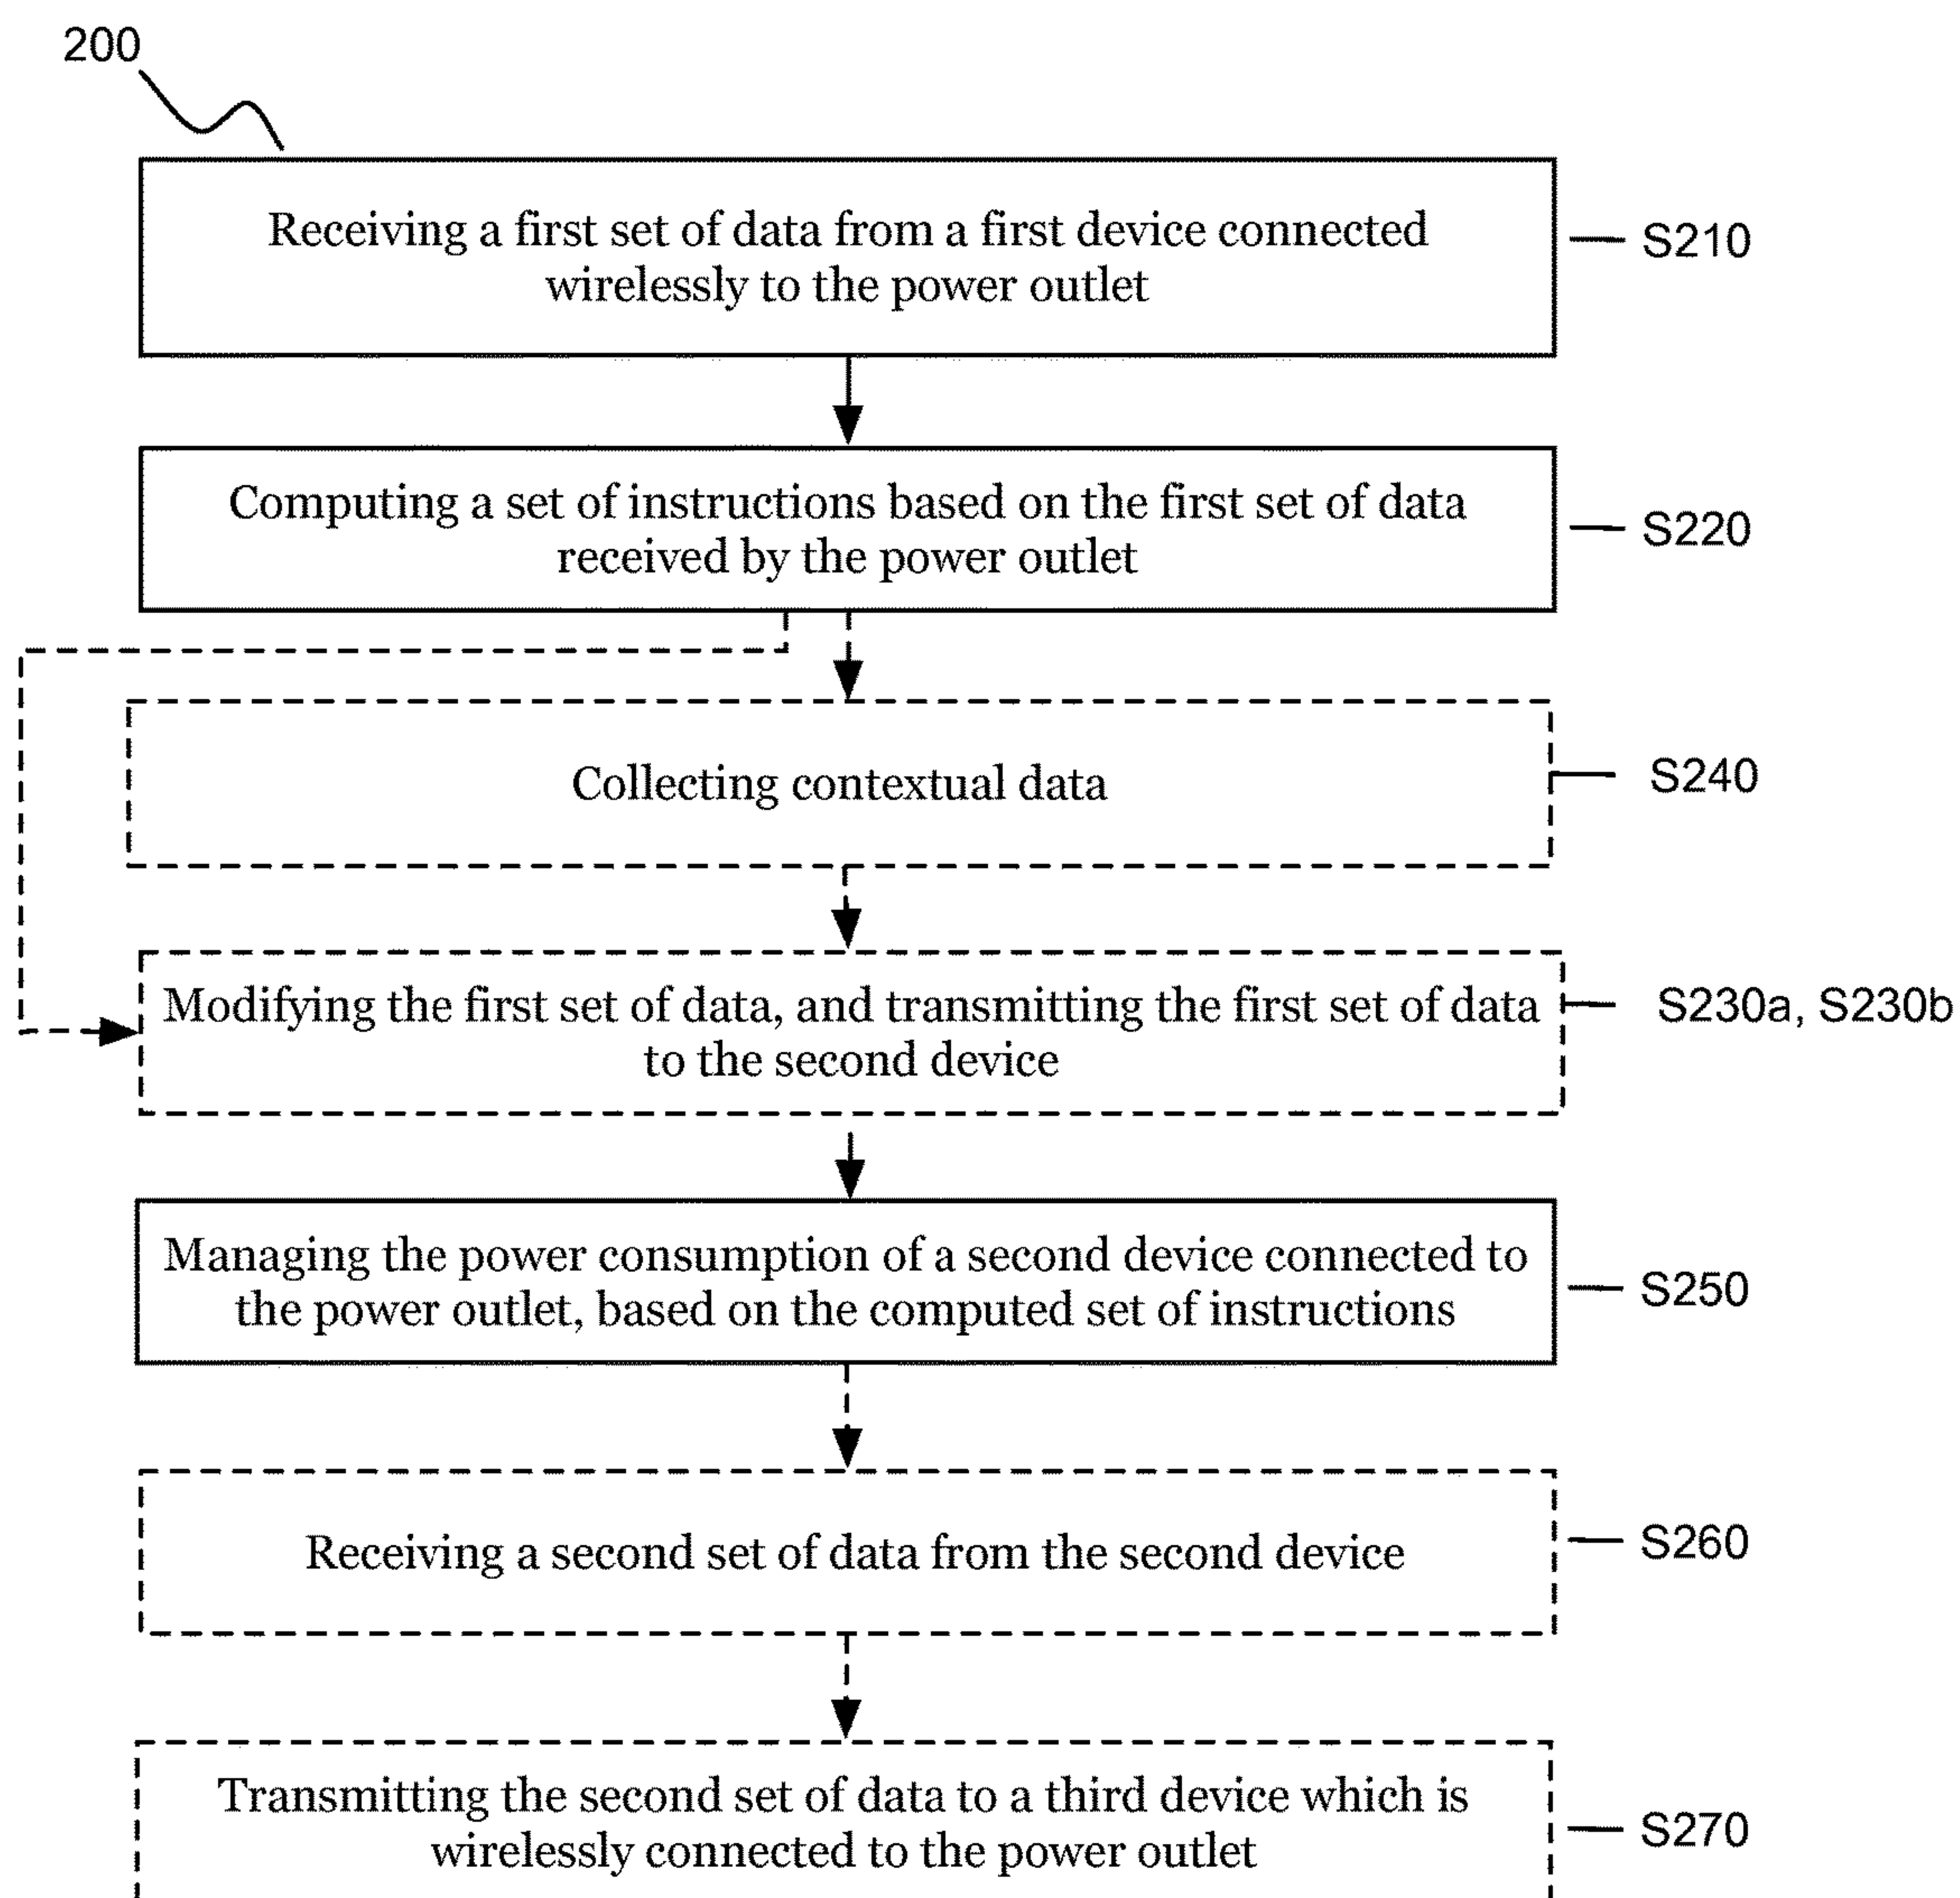 200
Receiving a first set of data from a first device connected
wirelessly to the power outlet
S210
Computing a set of instructions based on the first set of data
received by the power outlet
S220
Collecting contextual data
S240
Modifying the first set of data, and transmitting the first set of data
to the second device
S230a, S230b
Managing the power consumption of a second device connected to
the power outlet, based on the computed set of instructions
S250
Receiving a second set of data from the second device
S260
Transmitting the second set of data to a third device which is
wirelessly connected to the power outlet
S270